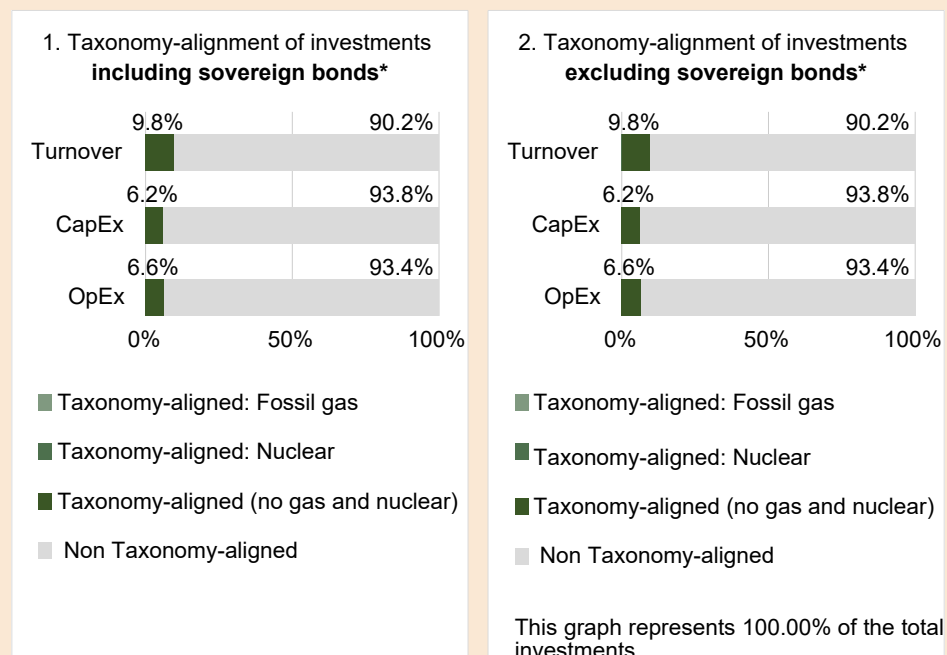 1. Taxonomy-alignment of investments
including sovereign bonds*
9.8% 90.2%
Turnover
6.2% 93.8%
CapEx
6.6% 93.4%
OpEx
0% 50% 100%
Taxonomy-aligned: Fossil gas
Taxonomy-aligned: Nuclear
Taxonomy-aligned (no gas and nuclear)
Non Taxonomy-aligned
2. Taxonomy-alignment of investments
excluding sovereign bonds*
9.8% 90.2%
Turnover
6.2% 93.8%
CapEx
6.6% 93.4%
OpEx
0% 50% 100%
Taxonomy-aligned: Fossil gas
Taxonomy-aligned: Nuclear
Taxonomy-aligned (no gas and nuclear)
Non Taxonomy-aligned
This graph represents 100.00% of the total
investments